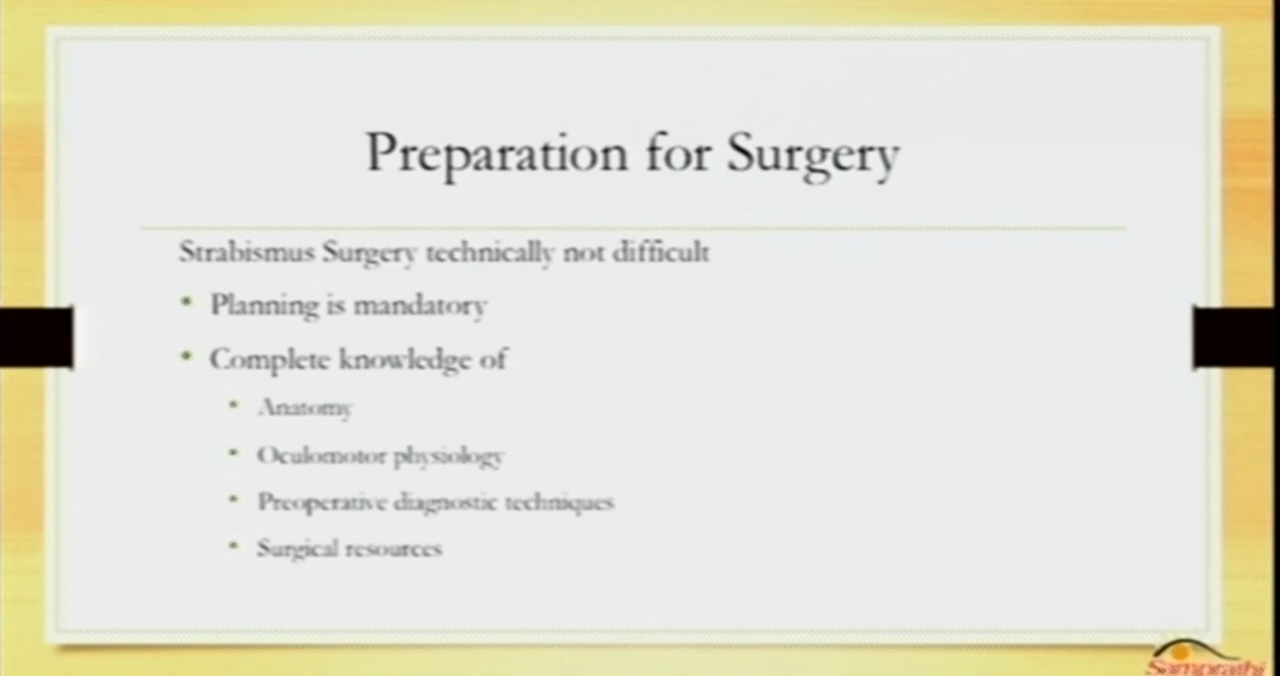 Preparation for Surgery
Strabismus Surgery technically not difficult
• Planning is mandatory
• Complete knowledge of
• Anatomy
• Oculomotor physiology
• Preoperative diagnostic techniques
• Surgical resources